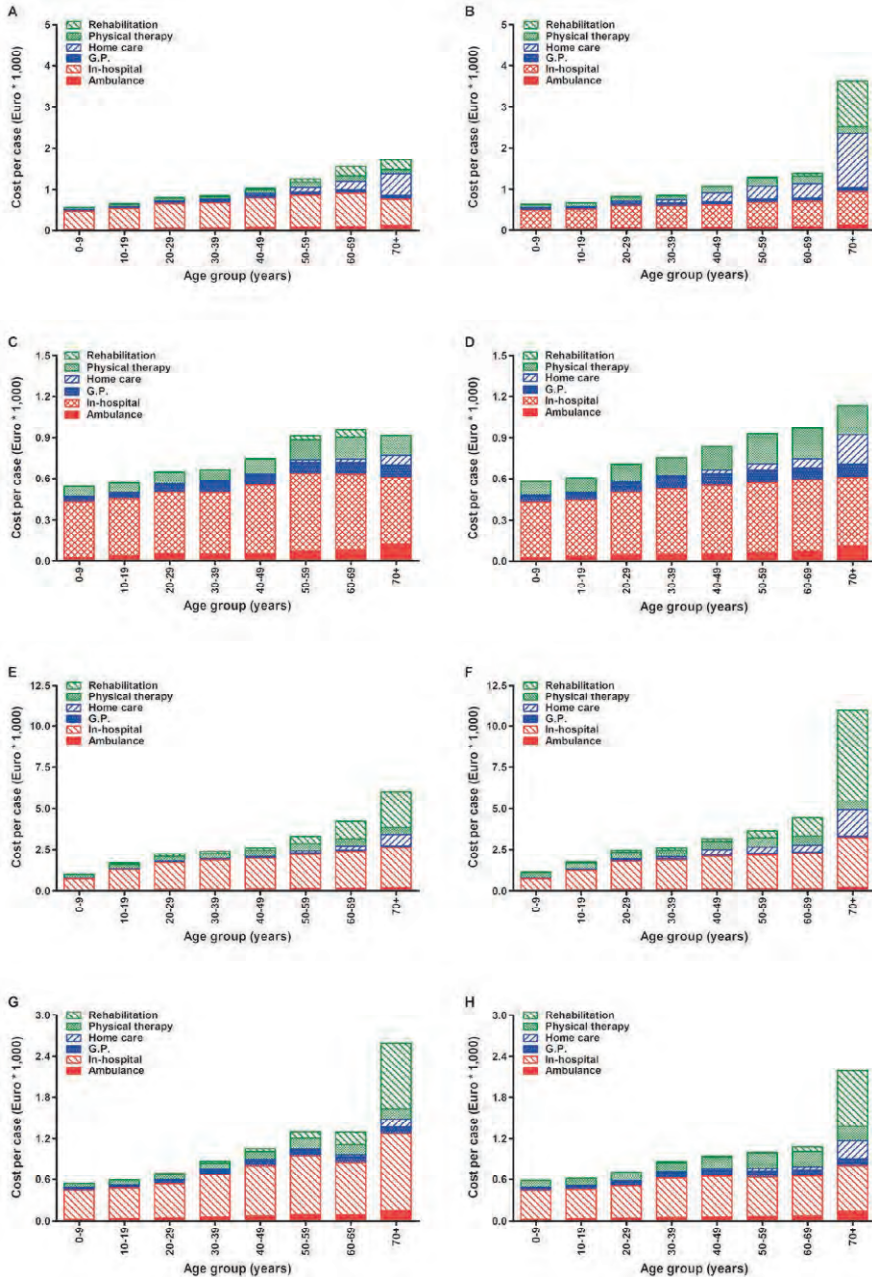 A
Rehabilitation
Physical therapy
Home care
G.P.
In-hospital
Ambulance
Cost per case (Euro * 1,000)
5
4
3
2
1
0
0-9
10-19
20-29
30-39
40-49
50-59
60-69
70+
Age group (years)
B
Rehabilitation
Physical therapy
Home care
G.P.
In-hospital
Ambulance
Cost per case (Euro * 1,000)
5
4
3
2
1
0
0-9
10-19
20-29
30-39
40-49
50-59
60-69
70+
Age group (years)
C
Rehabilitation
Physical therapy
Home care
G.P.
In-hospital
Ambulance
Cost per case (Euro * 1,000)
1.5
1.2
0.9
0.6
0.3
0.0
0-9
10-19
20-29
30-39
40-49
50-59
60-69
70+
Age group (years)
D
Rehabilitation
Physical therapy
Home care
G.P.
In-hospital
Ambulance
Cost per case (Euro * 1,000)
1.5
1.2
0.9
0.6
0.3
0.0
0-9
10-19
20-29
30-39
40-49
50-59
60-69
70+
Age group (years)
E
Rehabilitation
Physical therapy
Home care
G.P.
In-hospital
Ambulance
Cost per case (Euro * 1,000)
12.5
10.0
7.5
5.0
2.5
0.0
0-9
10-19
20-29
30-39
40-49
50-59
60-69
70+
Age group (years)
F
Rehabilitation
Physical therapy
Home care
G.P.
In-hospital
Ambulance
Cost per case (Euro * 1,000)
12.5
10.0
7.5
5.0
2.5
0.0
0-9
10-19
20-29
30-39
40-49
50-59
60-69
70+
Age group (years)
G
Rehabilitation
Physical therapy
Home care
G.P.
In-hospital
Ambulance
Cost per case (Euro * 1,000)
3.0
2.4
1.8
1.2
0.6
0.0
0-9
10-19
20-29
30-39
40-49
50-59
60-69
70+
Age group (years)
H
Rehabilitation
Physical therapy
Home care
G.P.
In-hospital
Ambulance
Cost per case (Euro * 1,000)
3.0
2.4
1.8
1.2
0.6
0.0
0-9
10-19
20-29
30-39
40-49
50-59
60-69
70+
Age group (years)